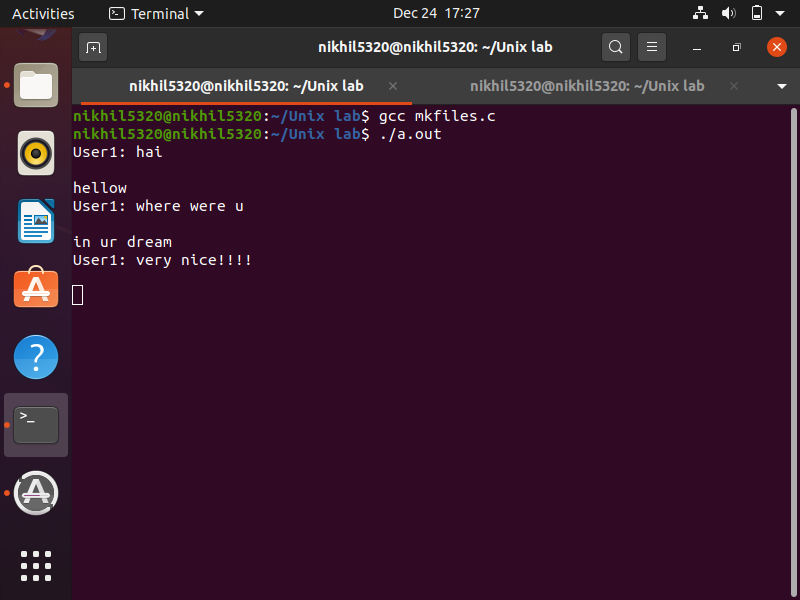 Activities
Terminal
Dec 24 17:27
nikhil5320@nikhil5320: ~/Unix lab
nikhil5320@nikhil5320: ~/Unix lab
nikhil5320@nikhil5320: ~/Unix lab
nikhil5320@nikhil5320:~/Unix lab$ gcc mkfiles.c
nikhil5320@nikhil5320:~/Unix lab$ ./a.out
User1: hai
hellow
User1: where were u
in ur dream
User1: very nice!!!!